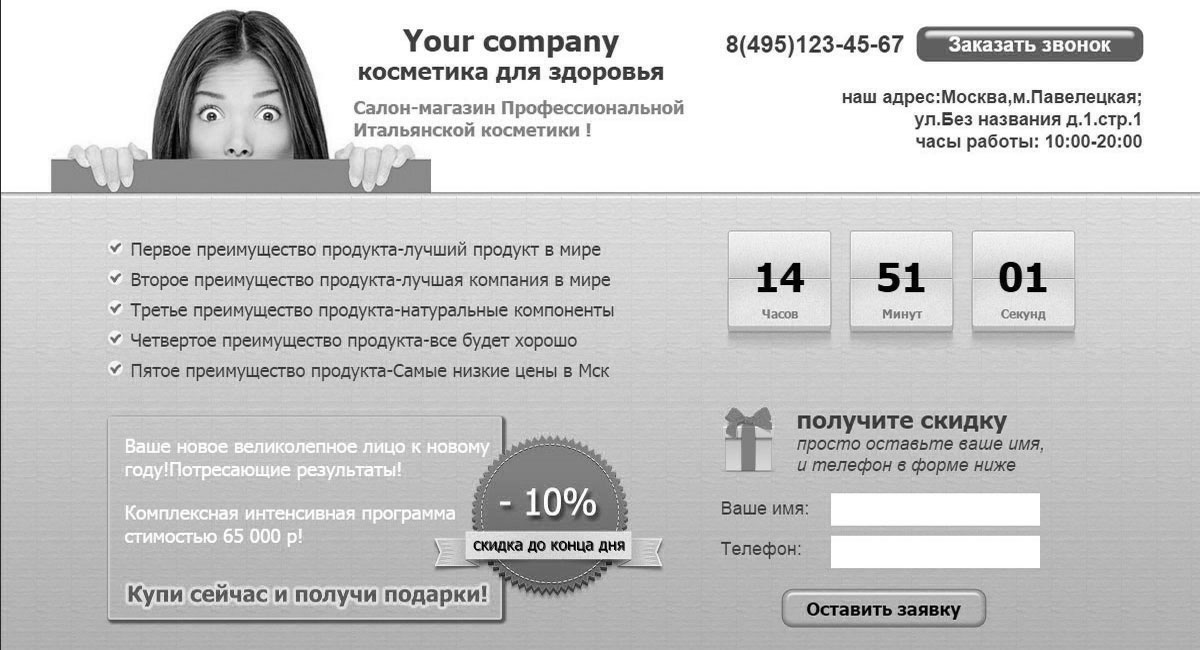 Your company
косметика для здоровья
Салон-магазин Профессиональной
Итальянской косметики !
8(495)123-45-67
Заказать звонок
наш адрес:Москва,м.Павелецкая;
ул.Без названия д.1.стр.1
часы работы: 10:00-20:00
Первое преимущество продукта-лучший продукт в мире
Второе преимущество продукта-лучшая компания в мире
Третье преимущество продукта-натуральные компоненты
Четвертое преимущество продукта-все будет хорошо
Пятое преимущество продукта-Самые низкие цены в Мск
14 51 01
Часов Минут Секунд
Ваше новое великолепное лицо к новому
году!Потресающие результаты!
Комплексная интенсивная программа
стимостью 65 000 р!
Купи сейчас и получи подарки!
- 10%
скидка до конца дня
получите скидку
просто оставьте ваше имя,
и телефон в форме ниже
Ваше имя:
Телефон:
Оставить заявку